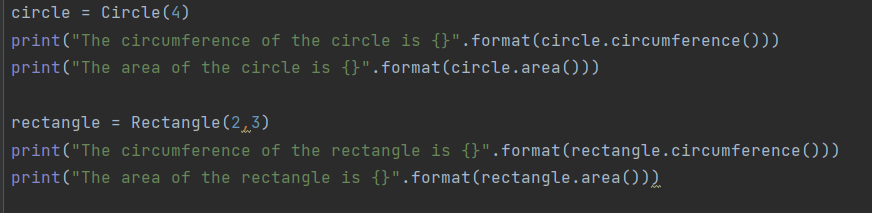 circle = Circle(4)
print("The circumference of the circle is {}".format(circle.circumference()))
print("The area of the circle is {}".format(circle.area()))
rectangle = Rectangle(2,3)
print("The circumference of the rectangle is {}".format(rectangle.circumference()))
print("The area of the rectangle is {}".format(rectangle.area()))